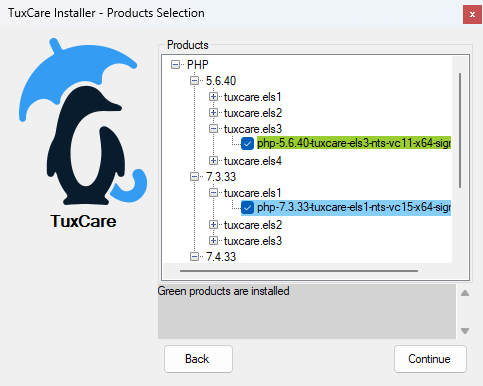 TuxCare Installer - Products Selection
Products
PHP
5.6.40
tuxcare.els1
tuxcare.els2
tuxcare.els3
php-5.6.40-tuxcare-els3-nts-vc11-x64-sigr
tuxcare.els4
7.3.33
tuxcare.els1
php-7.3.33-tuxcare-els1-nts-vc15-x64-sigr
tuxcare.els2
tuxcare.els3
7.4.33
TuxCare
Green products are installed
Back
Continue